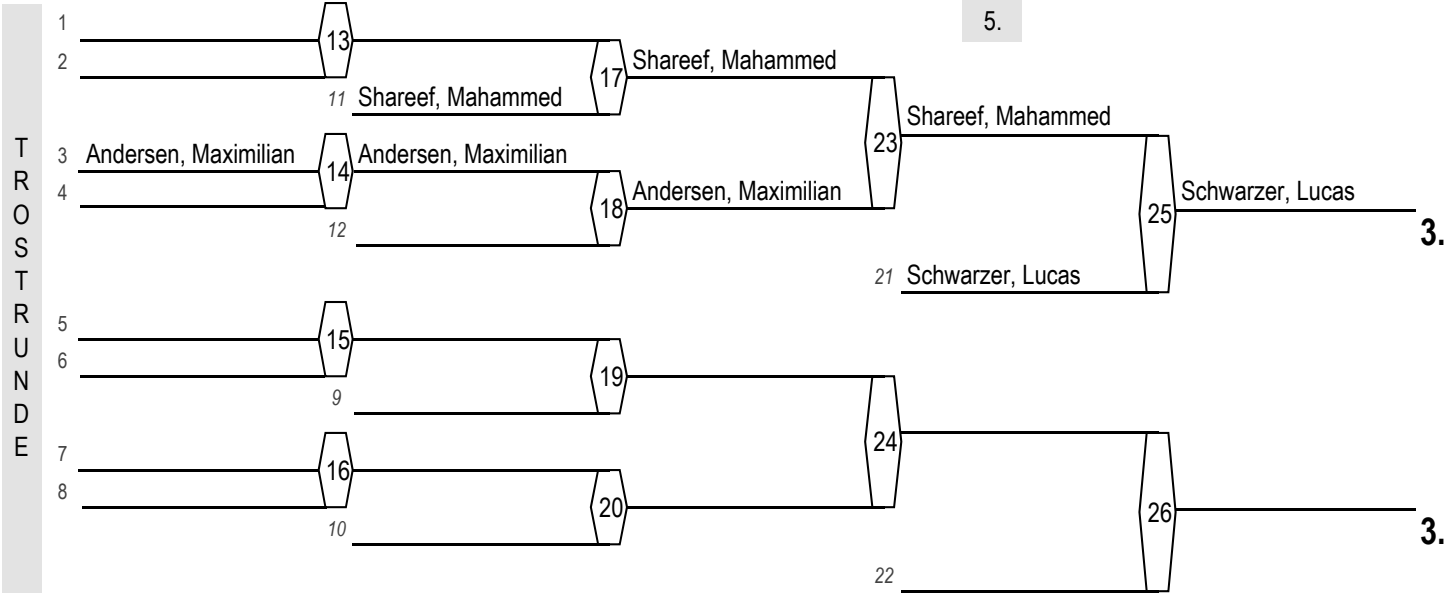 TROSTRUNDE
5.
1
13
2
17 Shareef, Mahammed
11 Shareef, Mahammed
23 Shareef, Mahammed
3 Andersen, Maximilian
14 Andersen, Maximilian
4
18 Andersen, Maximilian
12
25 Schwarzer, Lucas
3.
21 Schwarzer, Lucas
5
15
6
19
9
24
7
16
8
20
10
26
3.
22